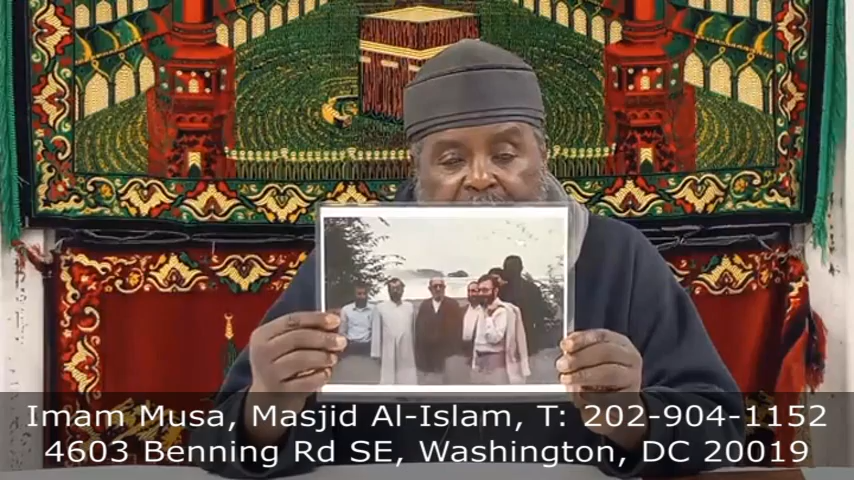 Imam Musa, Masjid Al-Islam, T: 202-904-1152
4603 Benning Rd SE, Washington, DC 20019